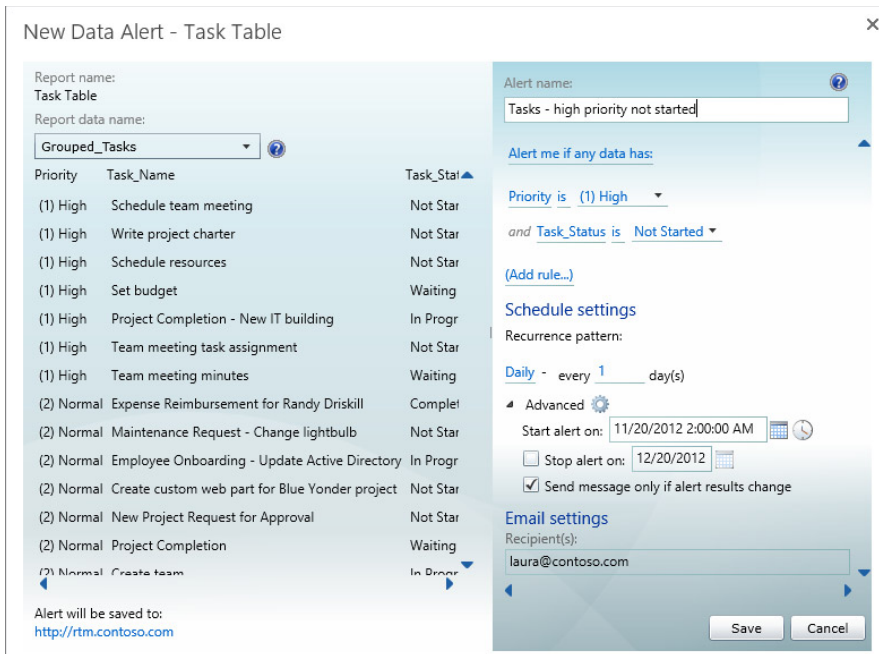 New Data Alert - Task Table
Report name:
Task Table
Report data name:
Grouped_Tasks
Priority Task_Name Task_Stat
(1) High Schedule team meeting Not Star
(1) High Write project charter Not Star
(1) High Schedule resources Not Star
(1) High Set budget Waiting
(1) High Project Completion - New IT building In Progr
(1) High Team meeting task assignment Not Star
(1) High Team meeting minutes Waiting
(2) Normal Expense Reimbursement for Randy Driskill Complet
(2) Normal Maintenance Request - Change lightbulb Not Star
(2) Normal Employee Onboarding - Update Active Directory In Progr
(2) Normal Create custom web part for Blue Yonder project Not Star
(2) Normal New Project Request for Approval Not Star
(2) Normal Project Completion Waiting
(2) Normal Create team In Progr
Alert will be saved to:
http://rtm.contoso.com
Alert name:
Tasks - high priority not started
Alert me if any data has:
Priority is (1) High
and Task_Status is Not Started
(Add rule...)
Schedule settings
Recurrence pattern:
Daily - every 1 day(s)
Advanced
Start alert on: 11/20/2012 2:00:00 AM
Stop alert on: 12/20/2012
Send message only if alert results change
Email settings
Recipient(s):
laura@contoso.com
Save Cancel